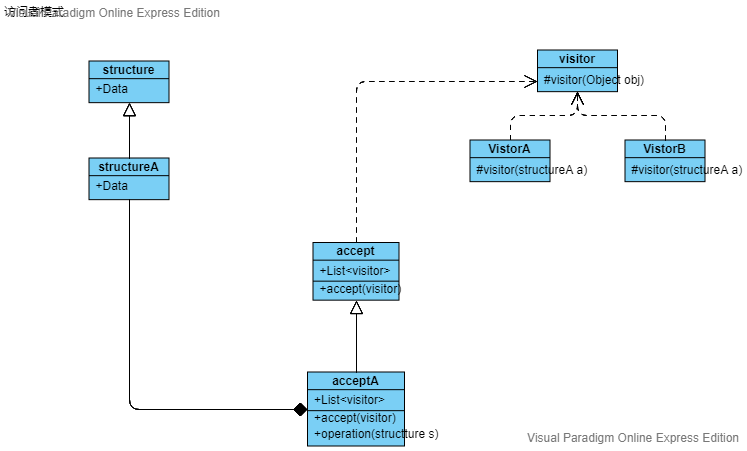 访问者模式
Visual Paradigm Online Express Edition
structure
+Data
structureA
+Data
visitor
#visitor(Object obj)
VistorA
#visitor(structureA a)
VistorB
#visitor(structureA a)
accept
+List<visitor>
+accept(visitor)
acceptA
+List<visitor>
+accept(visitor)
+operation(structture s)
Visual Paradigm Online Express Edition